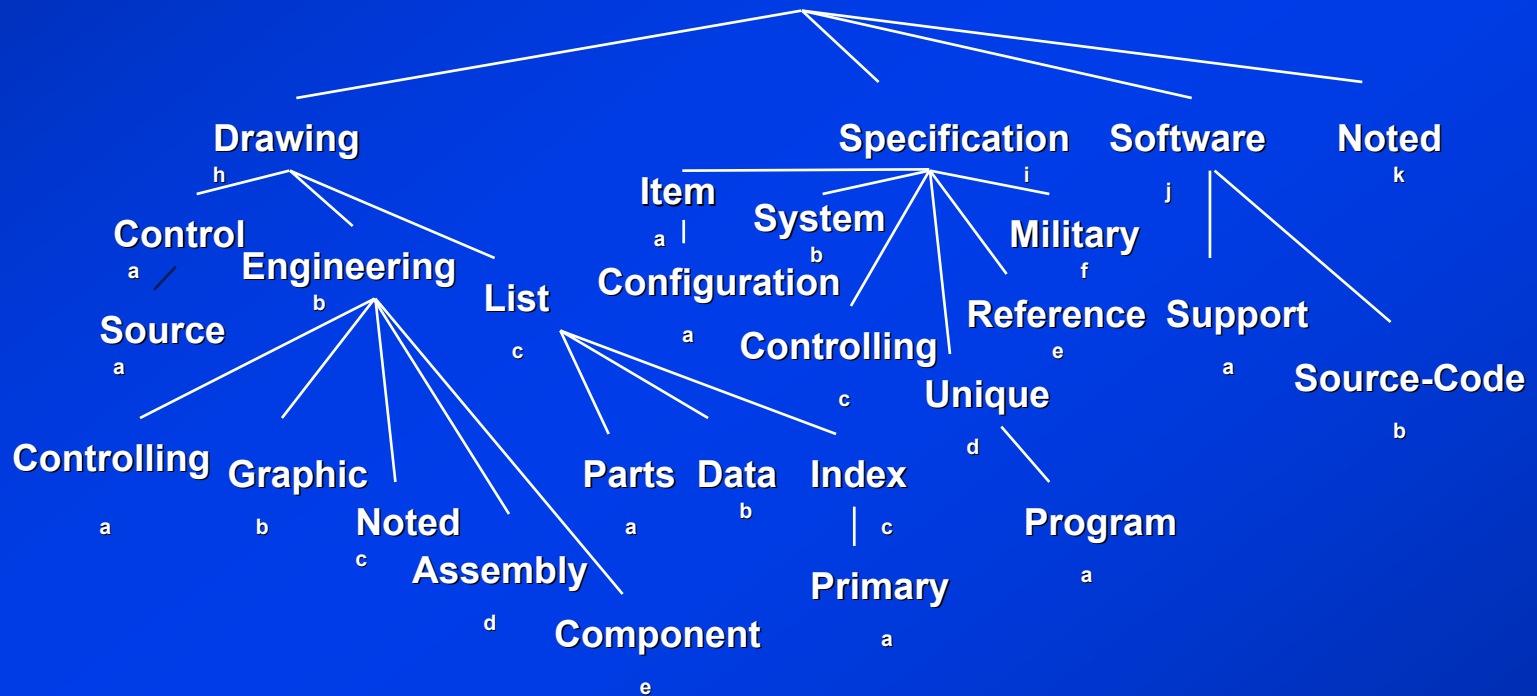 Drawing
h
Specification
i
Software
j
Noted
k
Control
a
Engineering
b
List
c
Item
a
System
b
Controlling
c
Unique
d
Reference
e
Military
f
Support
a
Source-Code
b
Source
a
Configuration
a
Controlling
a
Graphic
b
Noted
c
Assembly
d
Component
e
Parts
a
Data
b
Index
c
Program
a
Primary
a